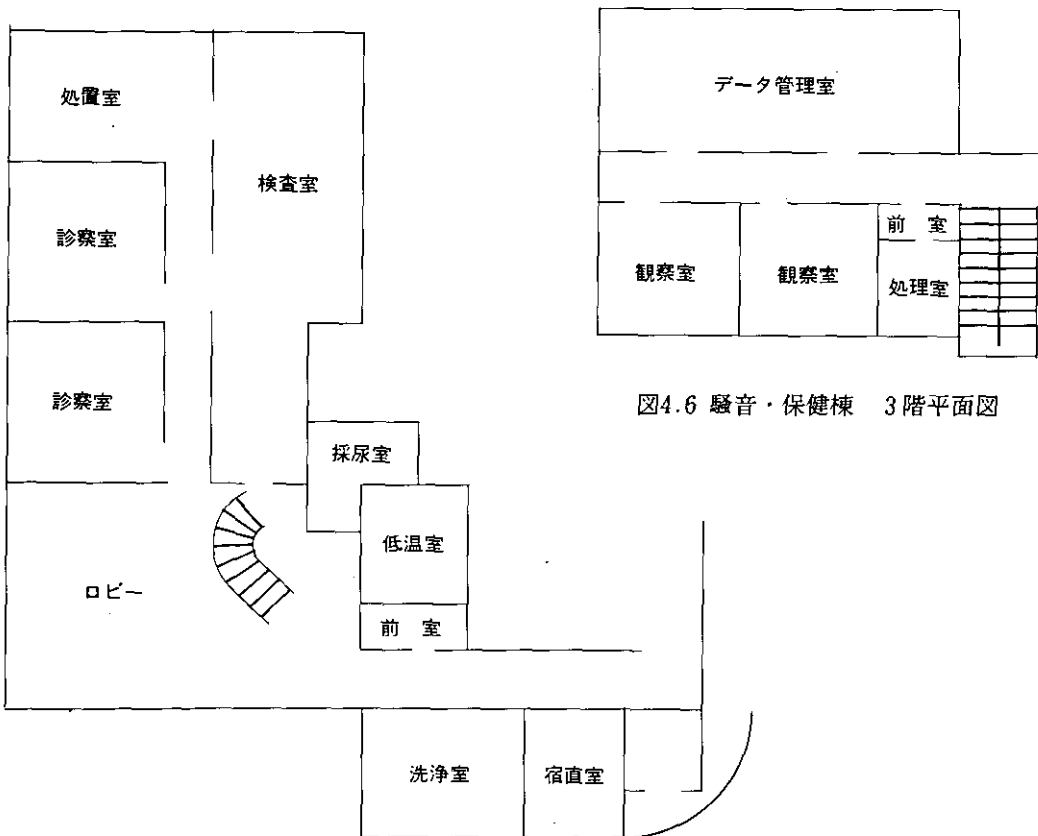 処置室
検査室
診察室
診察室
採尿室
低温室
ロビー
前 室
洗浄室
宿直室
データ管理室
前 室
観察室
観察室
処理室
図4.6 騒音・保健棟 3階平面図